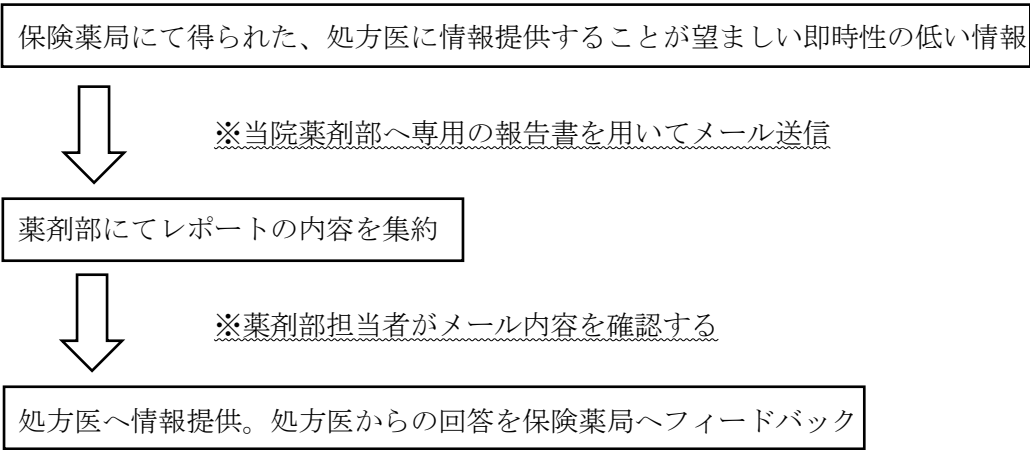 保険薬局にて得られた、処方医に情報提供することが望ましい即時性の低い情報
※当院薬剤部へ専用の報告書を用いてメール送信
薬剤部にてレポートの内容を集約
※薬剤部担当者がメール内容を確認する
処方医へ情報提供。処方医からの回答を保険薬局へフィードバック